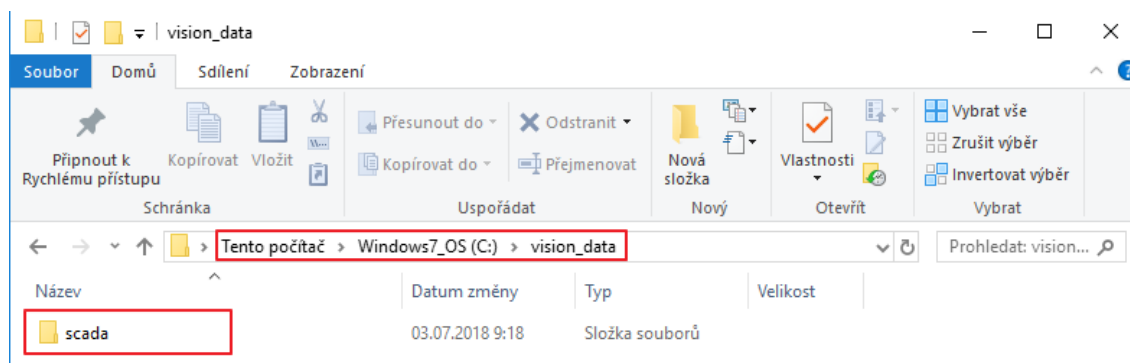 vision_data
Soubor Domů Sdílení Zobrazení
Připnout k Rychlému přístupu
Kopírovat
Vložit
Schránka
Přesunout do
Kopírovat do
Odstranit
Přejmenovat
Uspořádat
Nová složka
Nový
Vlastnosti
Otevřít
Vybrat vše
Zrušit výběr
Invertovat výběr
Vybrat
Tento počítač > Windows7_OS (C:) > vision_data
Prohledat: vision...
Název Datum změny Typ Velikost
scada 03.07.2018 9:18 Složka souborů